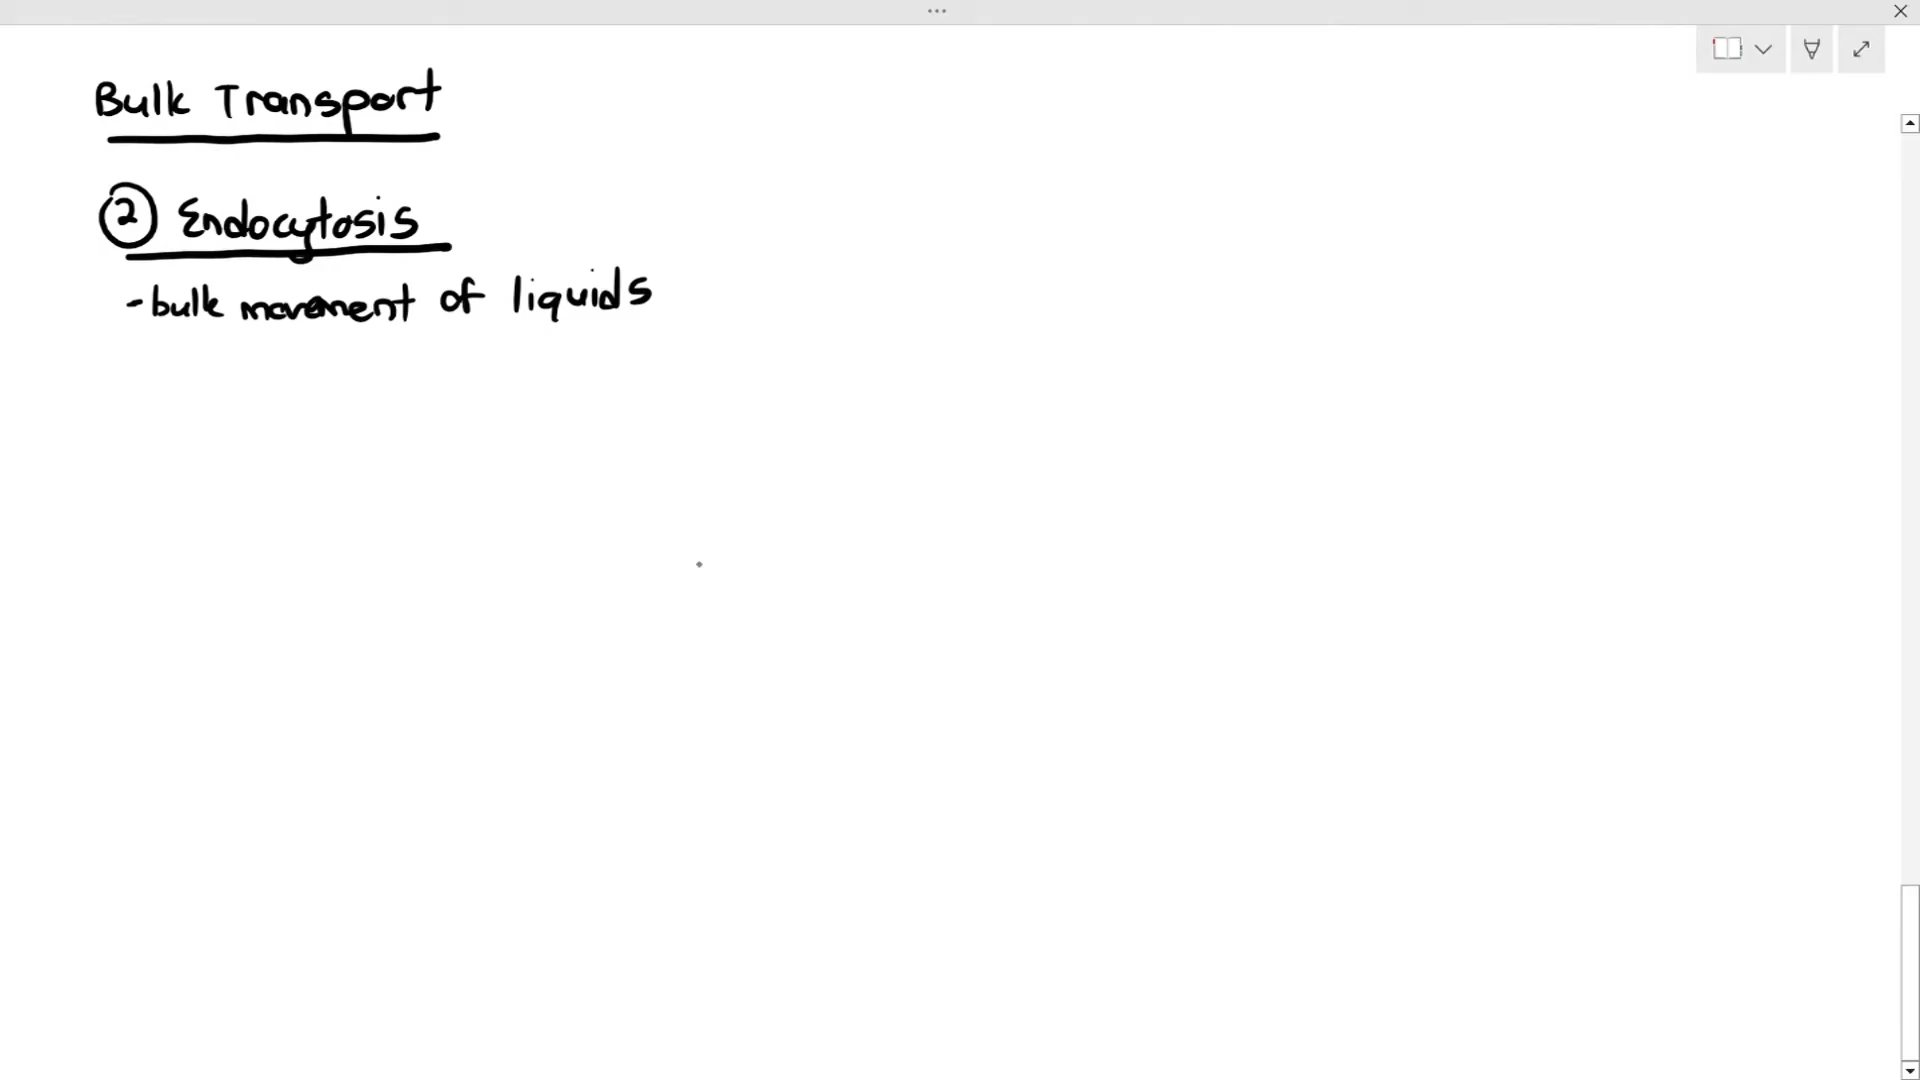 Bulk Transport
② Endocytosis
- bulk movement of liquids